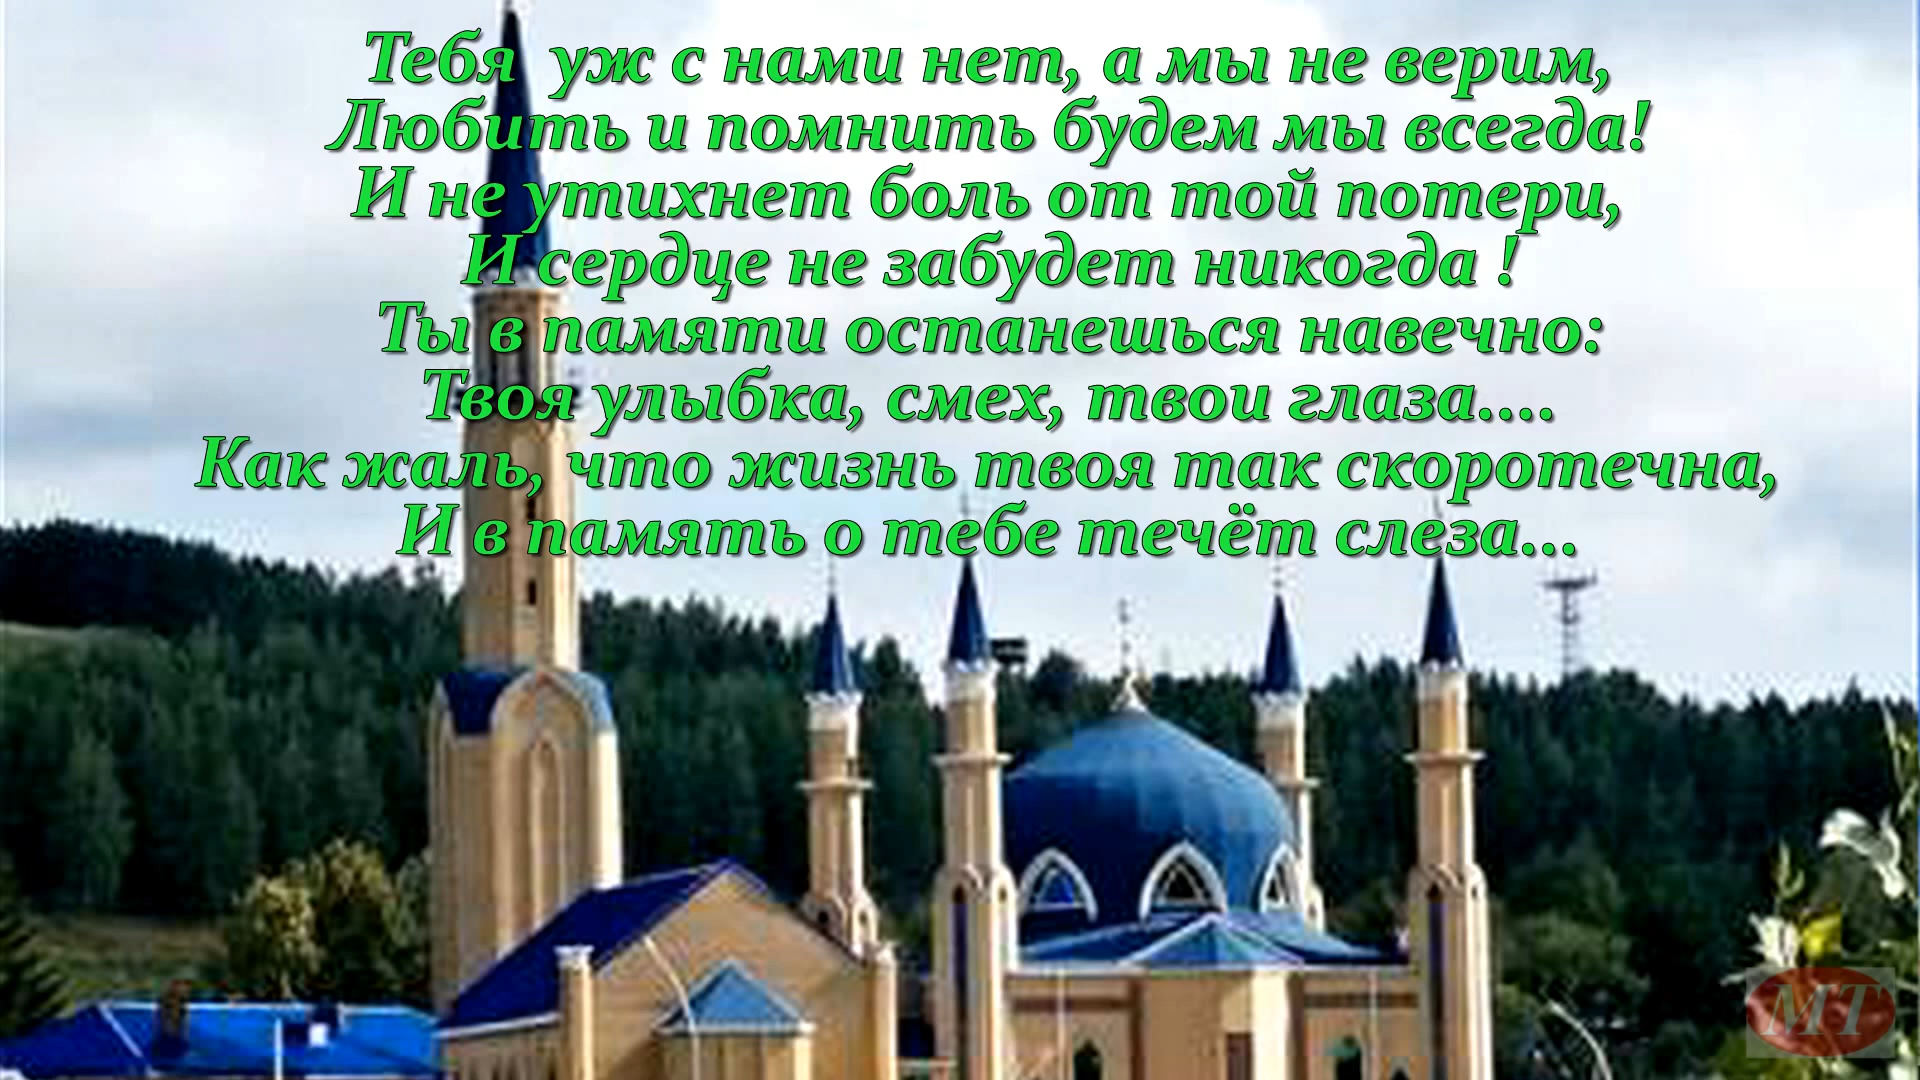 Тебя уж с нами нет, а мы не верим,
Любить и помнить будем мы всегда!
И не утихнет боль от той потери,
И сердце не забудет никогда !
Ты в памяти останешься навечно:
Твоя улыбка, смех, твои глаза....
Как жаль, что жизнь твоя так скоротечна,
И в память о тебе течёт слеза...
МТ